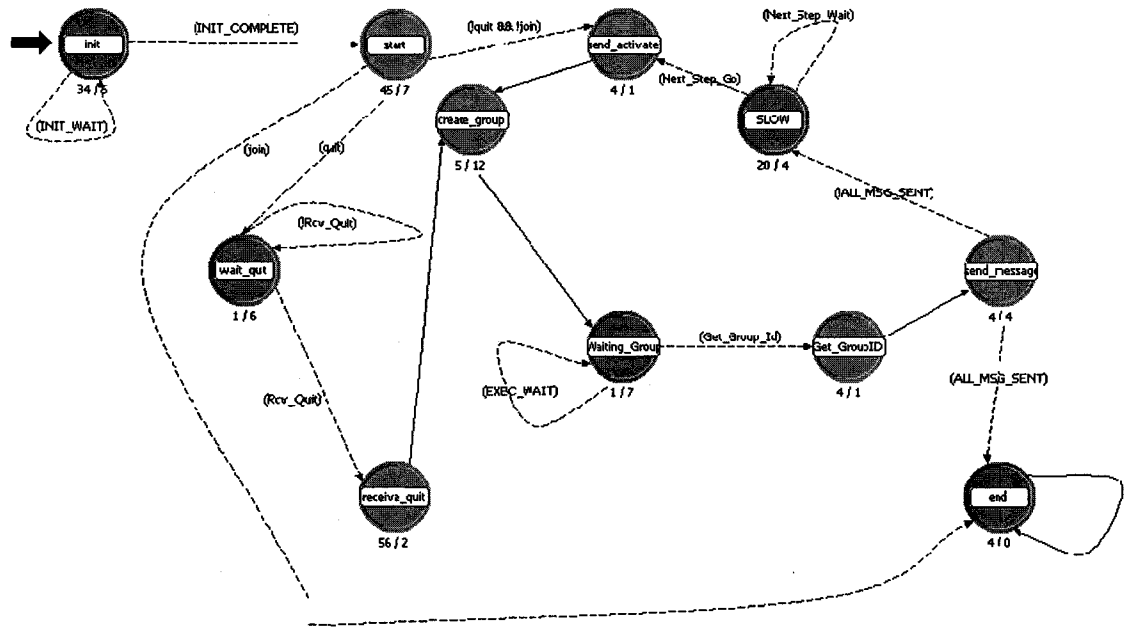 (INIT_COMPLETE)
init
34 / 5
(INIT_WAIT)
start
45 / 7
(!quit && !join)
send_activate
4 / 1
(Next_Step_Wait)
(Next_Step_Go)
SLOW
20 / 4
create_group
5 / 12
(join)
(quit)
(!Rcv_Quit)
wait_quit
1 / 6
(!ALL_MSG_SENT)
send_message
4 / 4
Waiting_Group
1 / 7
(Get_Group_Id)
Get_GroupID
4 / 1
(EXEC_WAIT)
(ALL_MSG_SENT)
(Rcv_Quit)
receive_quit
56 / 2
end
4 / 0